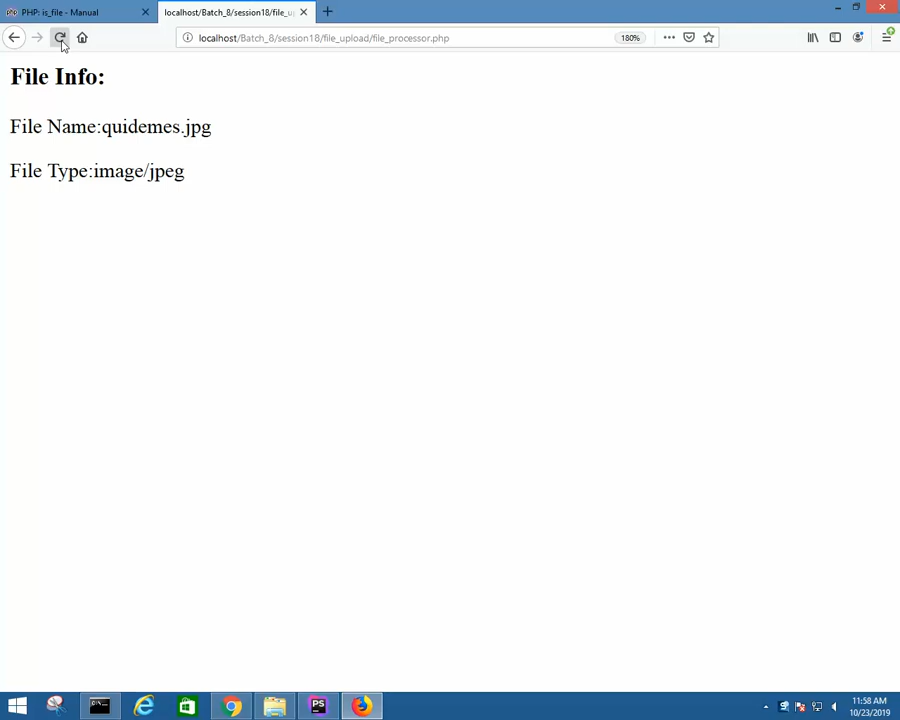 PHP: is_file - Manual
localhost/Batch_8/session18/file_u
localhost/Batch_8/session18/file_upload/file_processor.php
180%
File Info:
File Name:quidemes.jpg
File Type:image/jpeg
PS
11:58 AM
10/23/2019